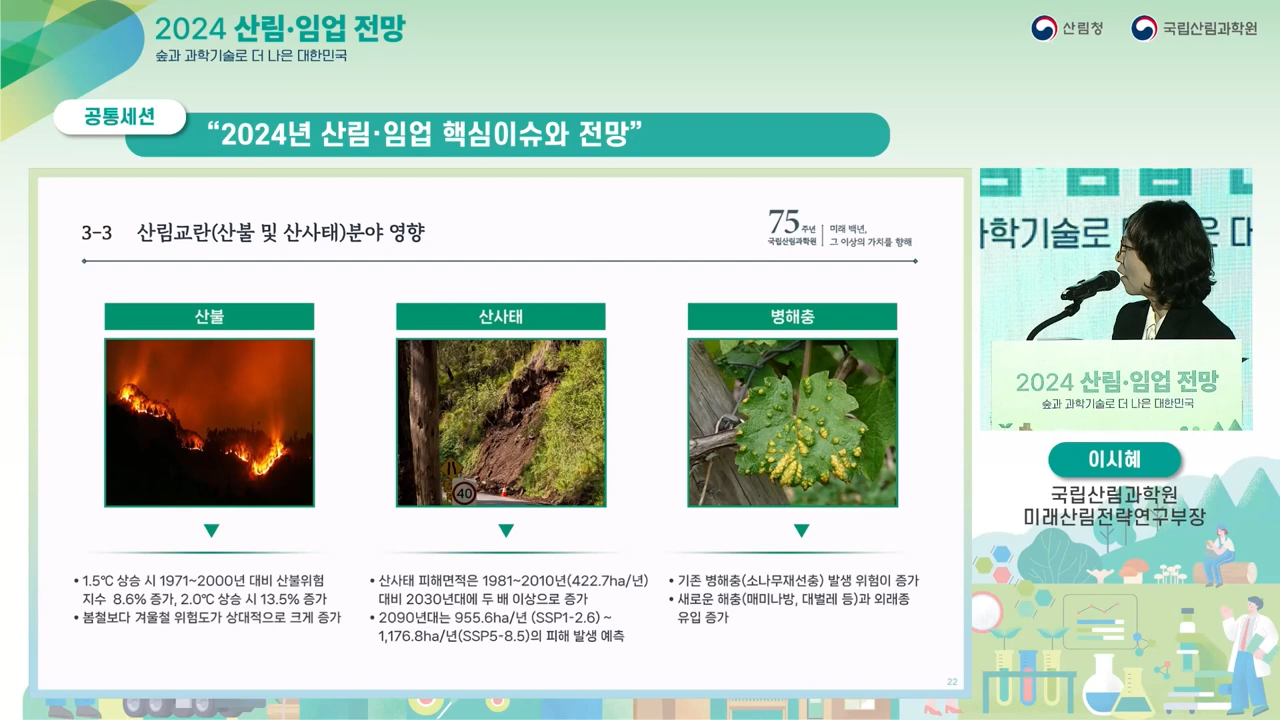 2024 산림·임업 전망
숲과 과학기술로 더 나은 대한민국
산림청
국립산림과학원
공통세션
“2024년 산림·임업 핵심이슈와 전망”
3-3 산림교란(산불 및 산사태)분야 영향
75주년
국립산림과학원
미래 백년,
그 이상의 가치를 향해
산불
산사태
병해충
40
• 1.5℃ 상승 시 1971~2000년 대비 산불위험
지수 8.6% 증가, 2.0℃ 상승 시 13.5% 증가
• 봄철보다 겨울철 위험도가 상대적으로 크게 증가
• 산사태 피해면적은 1981~2010년(422.7ha/년)
대비 2030년대에 두 배 이상으로 증가
• 2090년대는 955.6ha/년 (SSP1-2.6) ~
1,176.8ha/년(SSP5-8.5)의 피해 발생 예측
• 기존 병해충(소나무재선충) 발생 위험이 증가
• 새로운 해충(매미나방, 대벌레 등)과 외래종
유입 증가
22
과학기술로
2024 산림·임업 전망
숲과 과학기술로 더 나은 대한민국
이시혜
국립산림과학원
미래산림전략연구부장